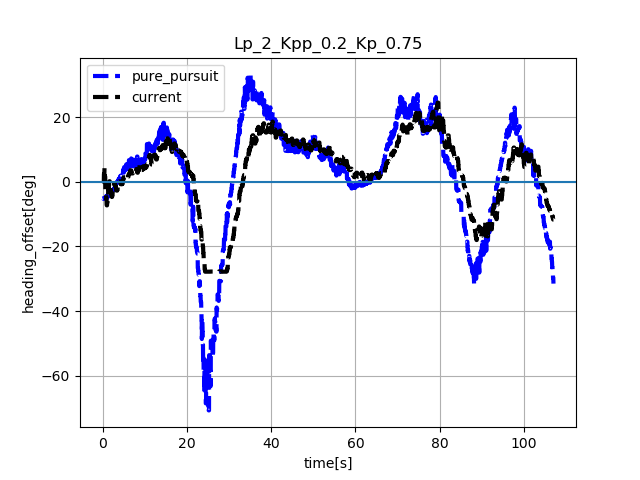 Lp_2_Kpp_0.2_Kp_0.75
pure_pursuit
current
heading_offset[deg]
20
0
−20
−40
−60
0 20 40 60 80 100
time[s]